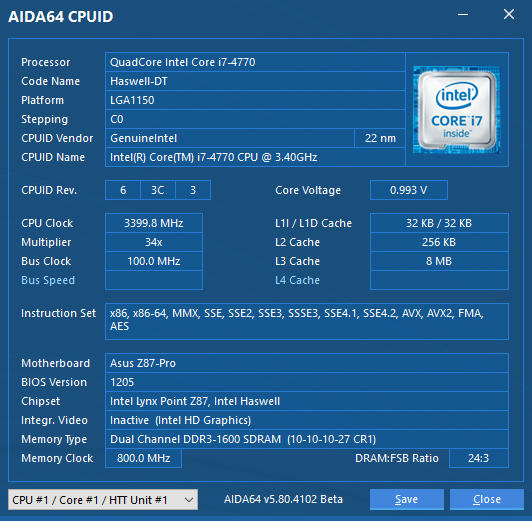 AIDA64 CPUID
Processor QuadCore Intel Core i7-4770
Code Name Haswell-DT
Platform LGA1150
Stepping C0
CPUID Vendor GenuineIntel 22 nm
CPUID Name Intel(R) Core(TM) i7-4770 CPU @ 3.40GHz
intel
CORE i7
inside™
CPUID Rev. 6 3C 3 Core Voltage 0.993 V
CPU Clock 3399.8 MHz L1I / L1D Cache 32 KB / 32 KB
Multiplier 34x L2 Cache 256 KB
Bus Clock 100.0 MHz L3 Cache 8 MB
Bus Speed L4 Cache
Instruction Set x86, x86-64, MMX, SSE, SSE2, SSE3, SSSE3, SSE4.1, SSE4.2, AVX, AVX2, FMA,
AES
Motherboard Asus Z87-Pro
BIOS Version 1205
Chipset Intel Lynx Point Z87, Intel Haswell
Integr. Video Inactive (Intel HD Graphics)
Memory Type Dual Channel DDR3-1600 SDRAM (10-10-10-27 CR1)
Memory Clock 800.0 MHz DRAM:FSB Ratio 24:3
CPU #1 / Core #1 / HTT Unit #1 AIDA64 v5.80.4102 Beta Save Close